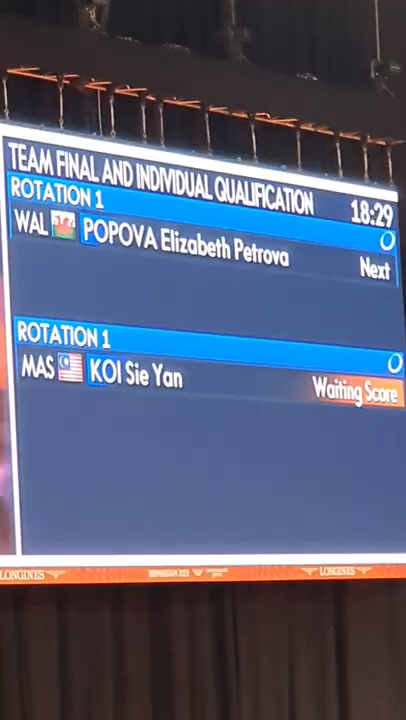 TEAM FINAL AND INDIVIDUAL QUALIFICATION 18:29
ROTATION 1
WAL POPOVA Elizabeth Petrova
Next
ROTATION 1
MAS KOI Sie Yan
Waiting Score
LONGINES LONGINES